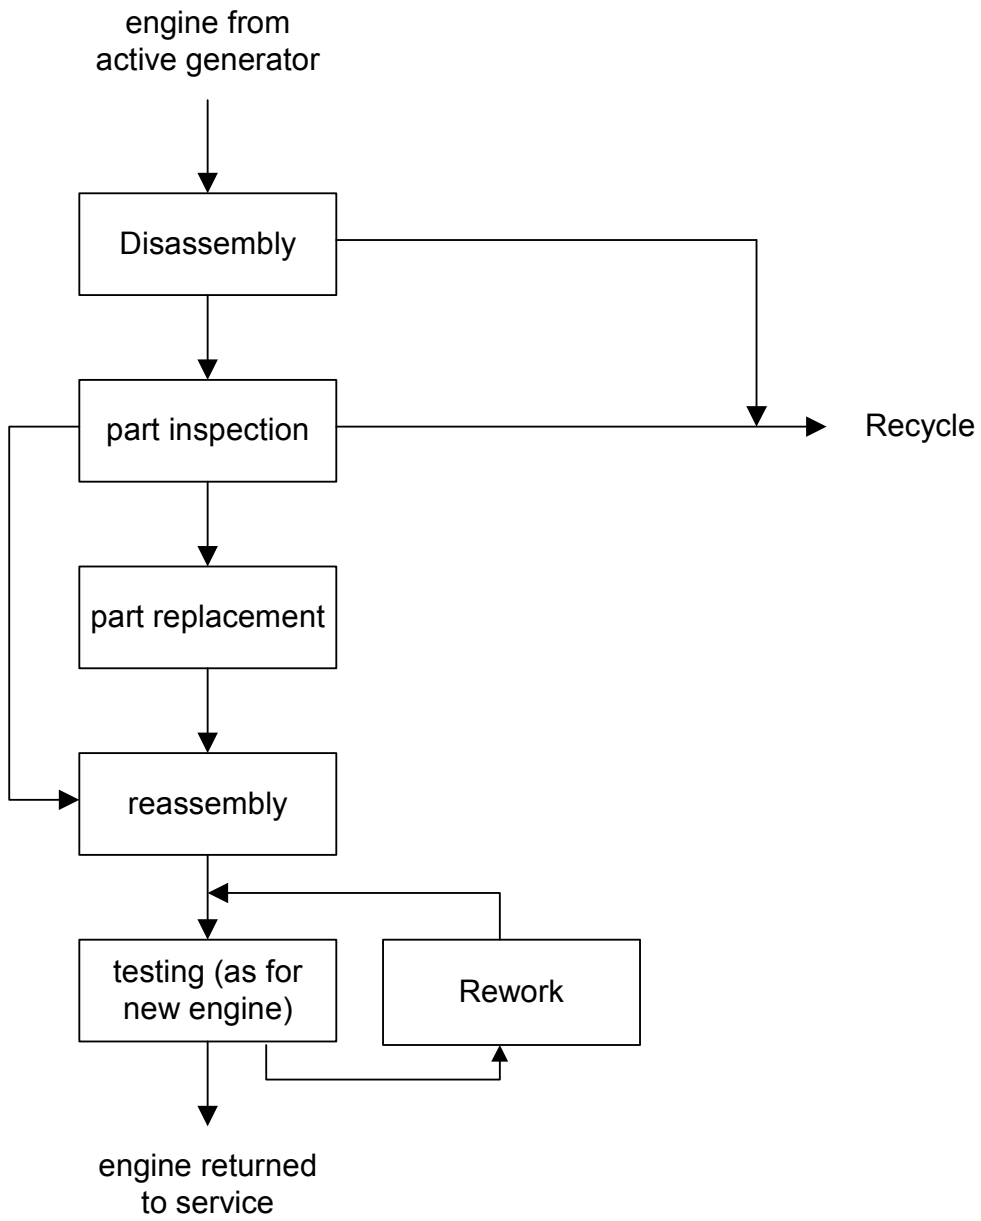 engine from
active generator
Disassembly
part inspection
Recycle
part replacement
reassembly
testing (as for
new engine)
Rework
engine returned
to service